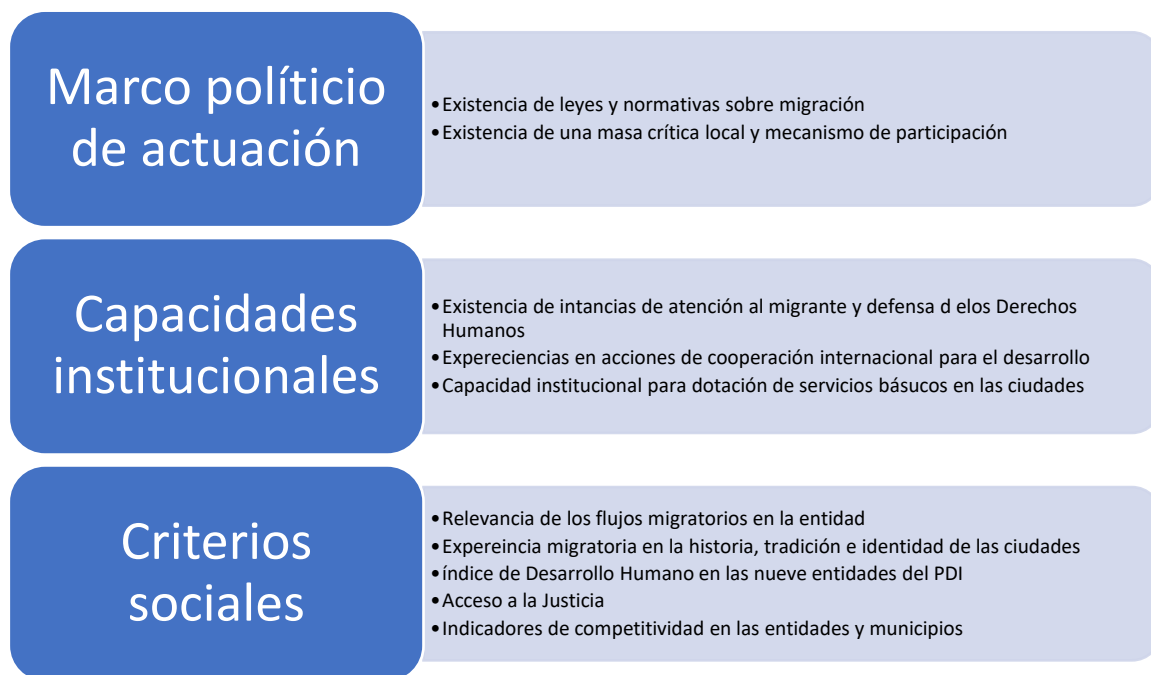 Marco polítició
de actuación
•Existencia de leyes y normativas sobre migración
•Existencia de una masa crítica local y mecanismo de participación
Capacidades
institucionales
•Existencia de intancias de atención al migrante y defensa d elos Derechos
Humanos
•Expereciencias en acciones de cooperación internacional para el desarrollo
•Capacidad institucional para dotación de servicios básucos en las ciudades
Criterios
sociales
•Relevancia de los flujos migratorios en la entidad
•Expereincia migratoria en la historia, tradición e identidad de las ciudades
•índice de Desarrollo Humano en las nueve entidades del PDI
•Acceso a la Justicia
•Indicadores de competitividad en las entidades y municipios